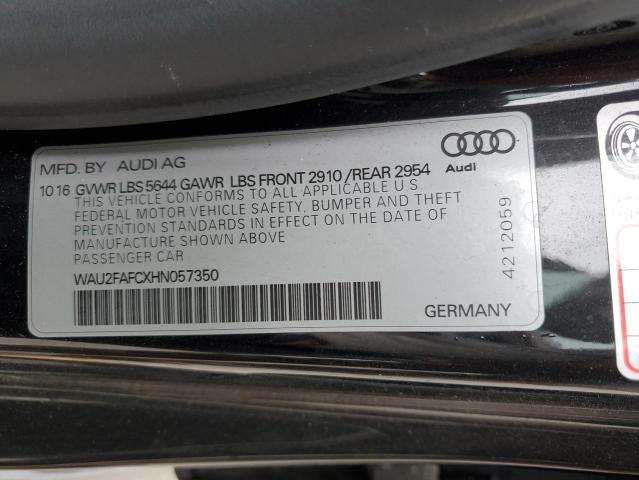 MFD. BY AUDI AG
Audi
10 16 GVWR LBS 5644 GAWR LBS FRONT 2910 /REAR 2954
THIS VEHICLE CONFORMS TO ALL APPLICABLE U.S.
FEDERAL MOTOR VEHICLE SAFETY, BUMPER AND THEFT
PREVENTION STANDARDS IN EFFECT ON THE DATE OF
MANUFACTURE SHOWN ABOVE
PASSENGER CAR
WAU2FAFCXHN057350
GERMANY
4212059